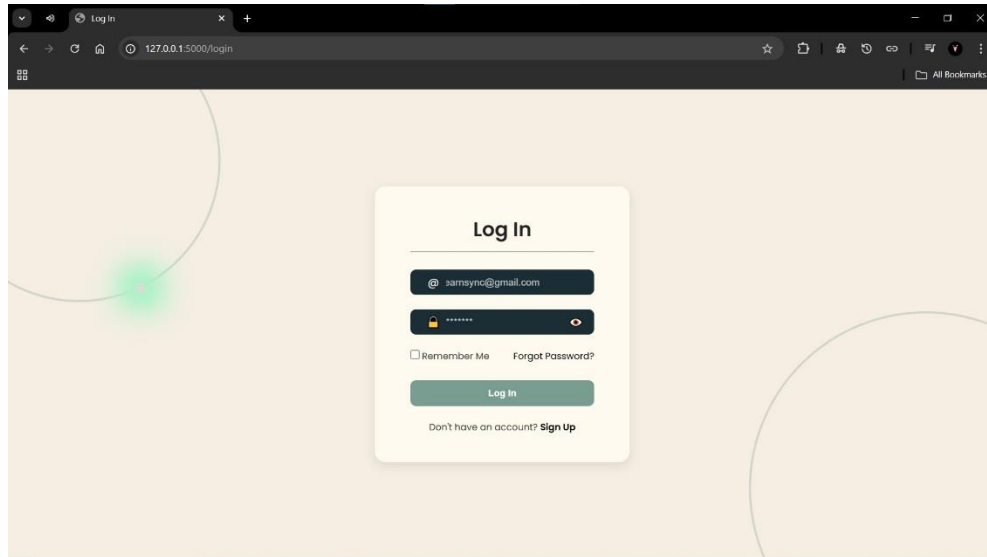 Log In
127.0.0.1:5000/login
All Bookmarks
Log In
@ earnsync@gmail.com
*******
Remember Me Forgot Password?
Log In
Don't have an account? Sign Up